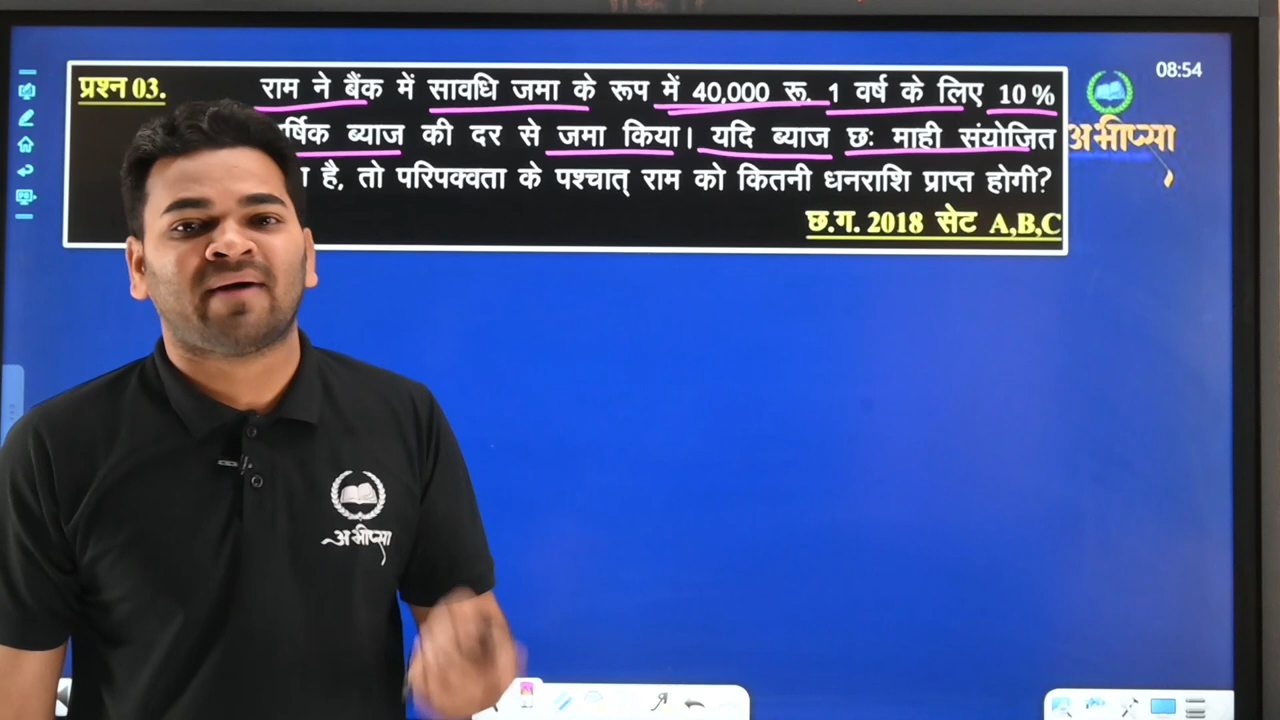 08:54
प्रश्न 03. राम ने बैंक में सावधि जमा के रूप में 40,000 रू. 1 वर्ष के लिए 10 %
र्षिक ब्याज की दर से जमा किया। यदि ब्याज छः माही संयोजित
है, तो परिपक्वता के पश्चात् राम को कितनी धनराशि प्राप्त होगी?
छ.ग. 2018 सेट A,B,C
अभीप्सा
अभीप्सा